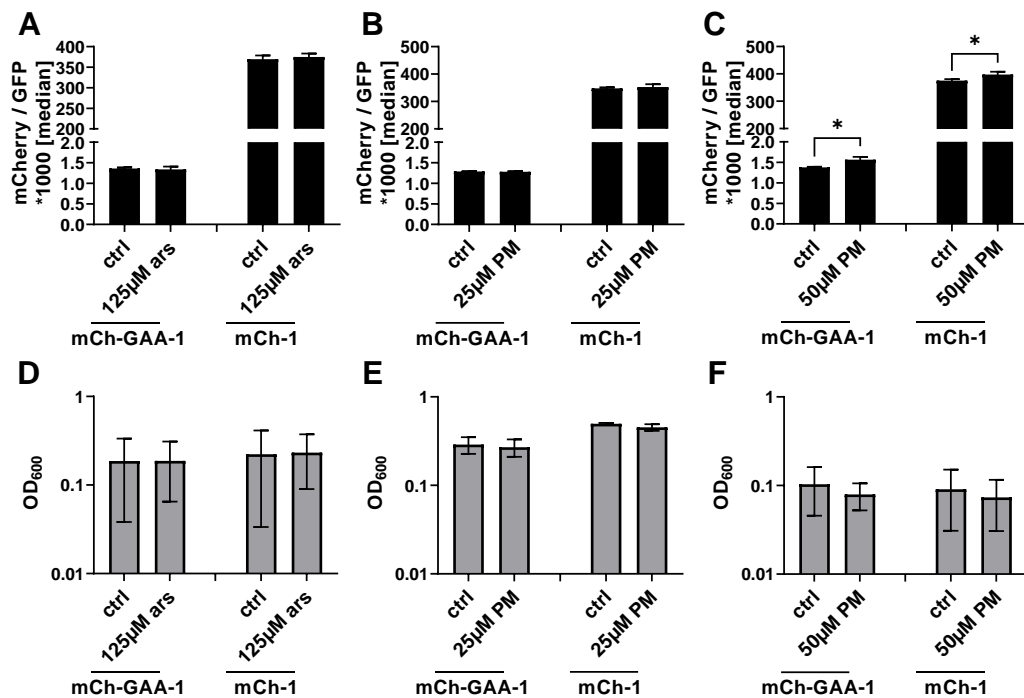 A
mCherry / GFP
*1000 [median]
400
350
300
250
200
2.0
1.5
1.0
0.5
0.0
ctrl
125µM ars
ctrl
125µM ars
mCh-GAA-1
mCh-1
B
500
400
300
200
2.0
1.5
1.0
0.5
0.0
ctrl
25µM PM
ctrl
25µM PM
mCh-GAA-1
mCh-1
C
mCherry / GFP
*1000 [median]
500
400
300
200
2.0
1.5
1.0
0.5
0.0
*
*
ctrl
50µM PM
ctrl
50µM PM
mCh-GAA-1
mCh-1
D
OD600
1
0.1
0.01
ctrl
125µM ars
ctrl
125µM ars
mCh-GAA-1
mCh-1
E
OD600
1
0.1
0.01
ctrl
25µM PM
ctrl
25µM PM
mCh-GAA-1
mCh-1
F
OD600
1
0.1
0.01
ctrl
50µM PM
ctrl
50µM PM
mCh-GAA-1
mCh-1